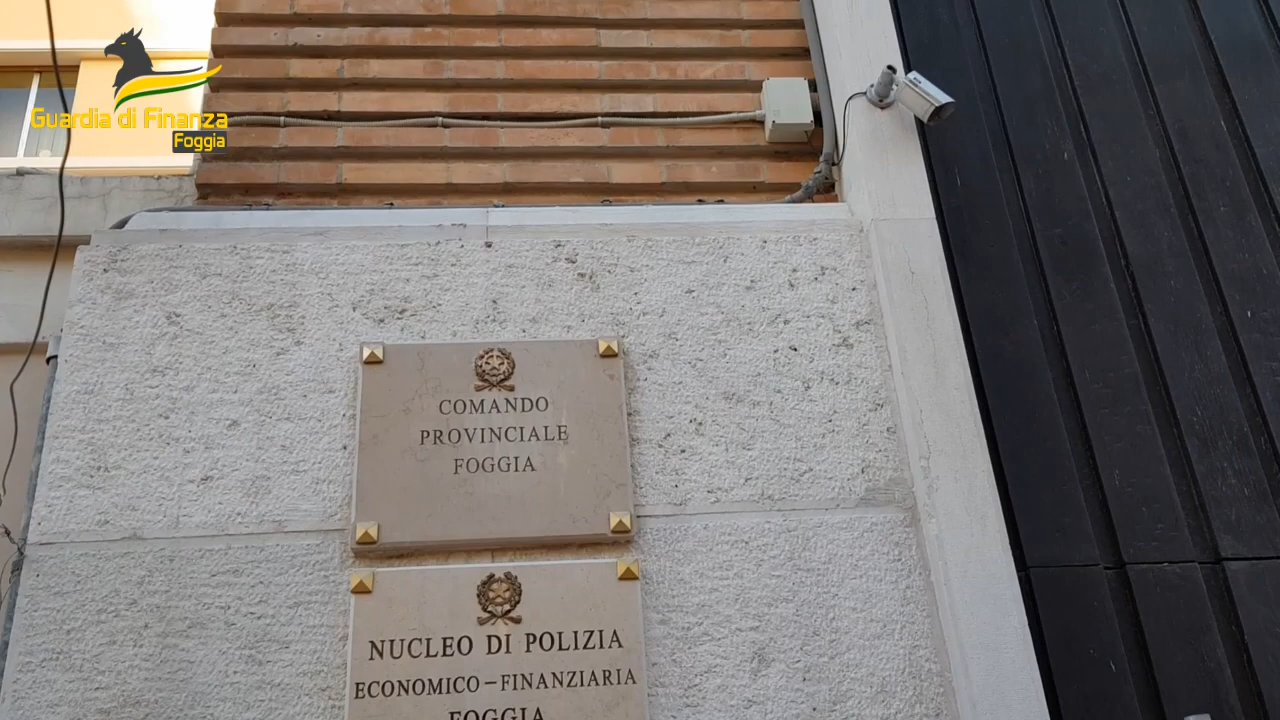 Guardia di Finanza
Foggia
COMANDO
PROVINCIALE
FOGGIA
NUCLEO DI POLIZIA
ECONOMICO-FINANZIARIA
FOGGIA